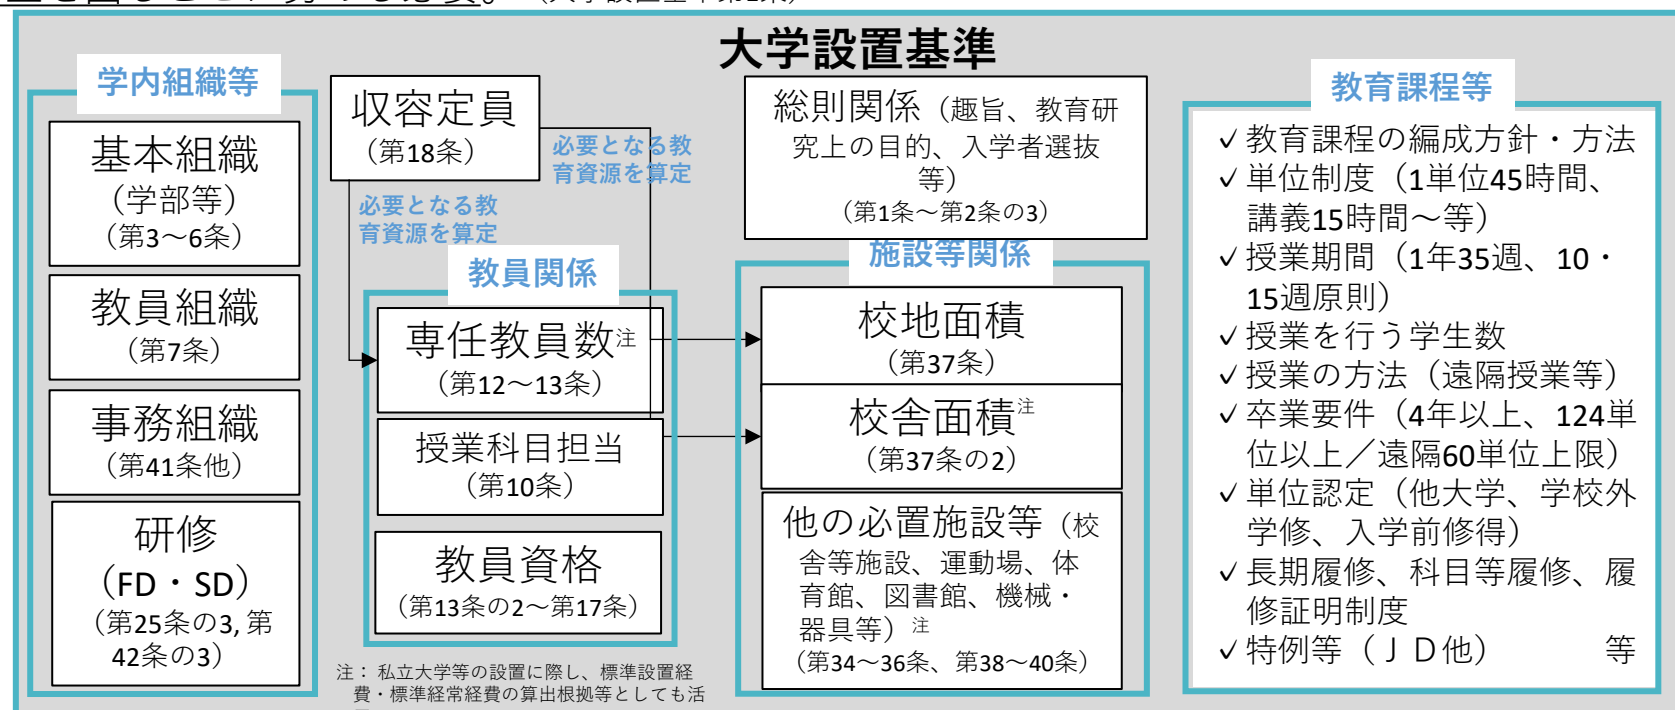 大学設置基準
学内組織等
基本組織
（学部等）
（第3～6条）
教員組織
（第7条）
事務組織
（第41条他）
研修
（FD・SD）
（第25条の3, 第
42条の3）
収容定員
（第18条）
必要となる教
育資源を算定
必要となる教
育資源を算定
教員関係
専任教員数注
（第12～13条）
授業科目担当
（第10条）
教員資格
（第13条の2～第17条）
注： 私立大学等の設置に際し、標準設置経
費・標準経常経費の算出根拠等としても活
総則関係（趣旨、教育研
究上の目的、入学者選抜
等）
（第1条～第2条の3）
施設等関係
校地面積
（第37条）
校舎面積注
（第37条の2）
他の必置施設等（校
舎等施設、運動場、体
育館、図書館、機械・
器具等）注
（第34～36条、第38～40条）
教育課程等
✓教育課程の編成方針・方法
✓単位制度（1単位45時間、
講義15時間～等）
✓授業期間（1年35週、10・
15週原則）
✓授業を行う学生数
✓授業の方法（遠隔授業等）
✓卒業要件（4年以上、124単
位以上／遠隔60単位上限）
✓単位認定（他大学、学校外
学修、入学前修得）
✓長期履修、科目等履修、履
修証明制度
✓特例等（ＪＤ他） 等